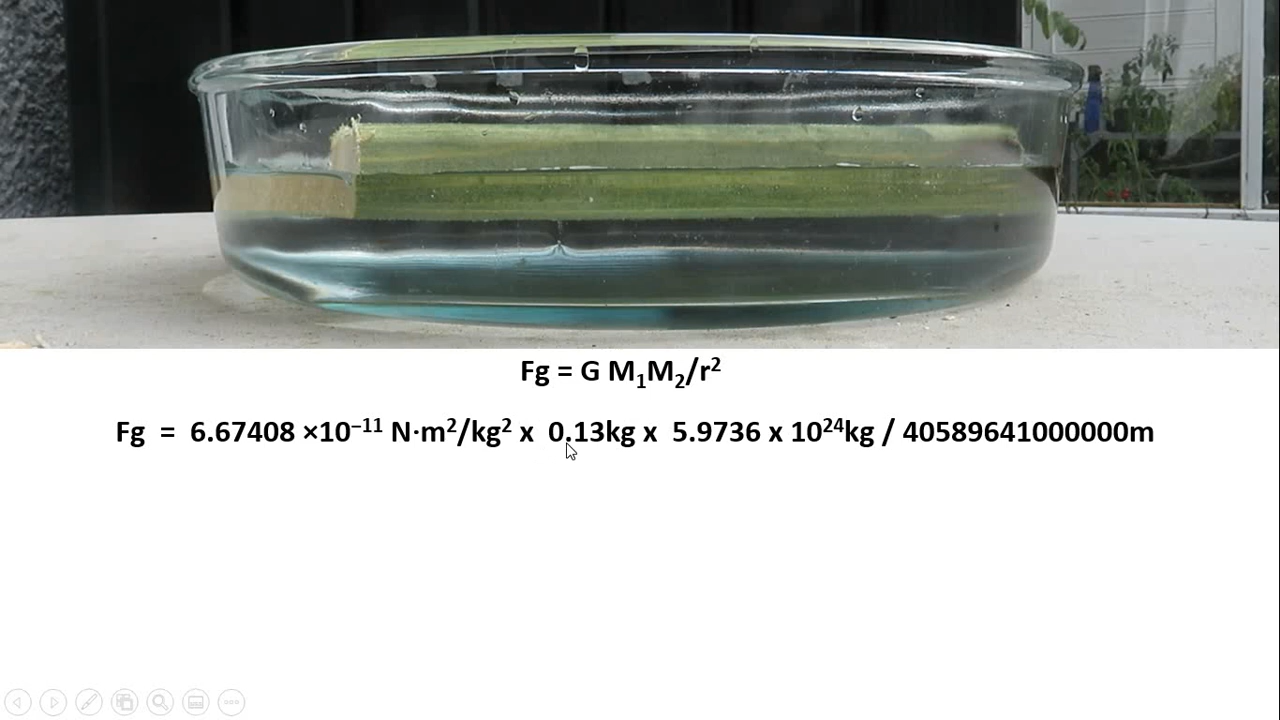 Fg = G M₁M₂/r²
Fg = 6.67408 ×10⁻¹¹ N·m²/kg² x 0.13kg x 5.9736 x 10²⁴kg / 40589641000000m